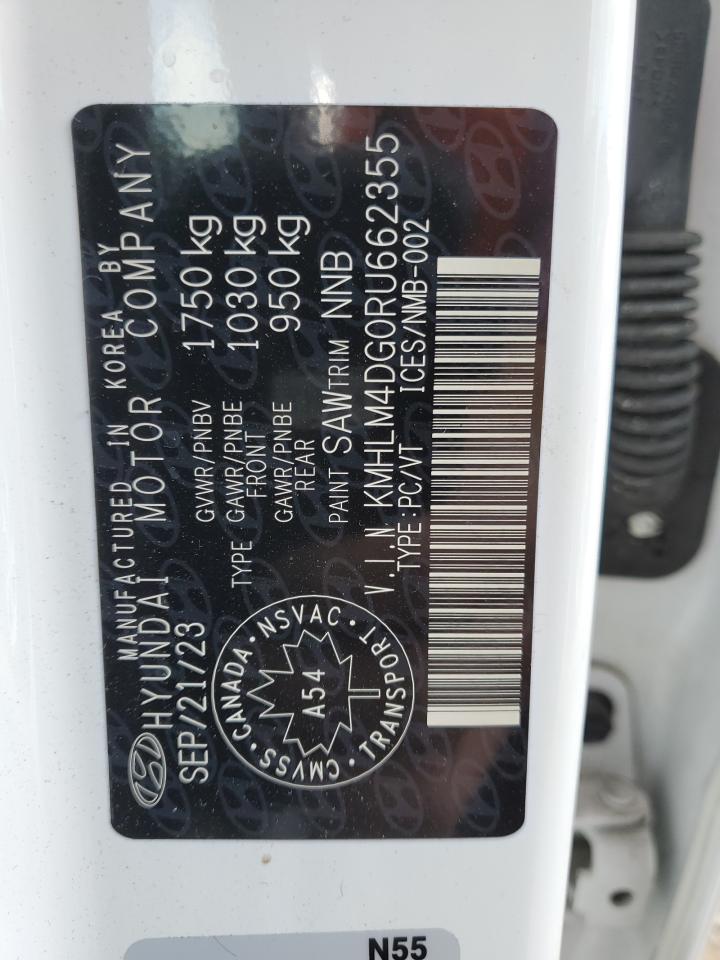 MANUFACTURED IN KOREA BY
HYUNDAI MOTOR COMPANY
SEP/21/23
GVWR/PNBV 1750 kg
TYPE GAWR/PNBE FRONT 1030 kg
GAWR/PNBE REAR 950 kg
PAINT SAW TRIM NNB
V.I.N KMHLM4DG0RU662355
TYPE:PC/VT ICES/NMB-002
CANADA · NSVAC · TRANSPORT · CMVSS ·
A54
N55